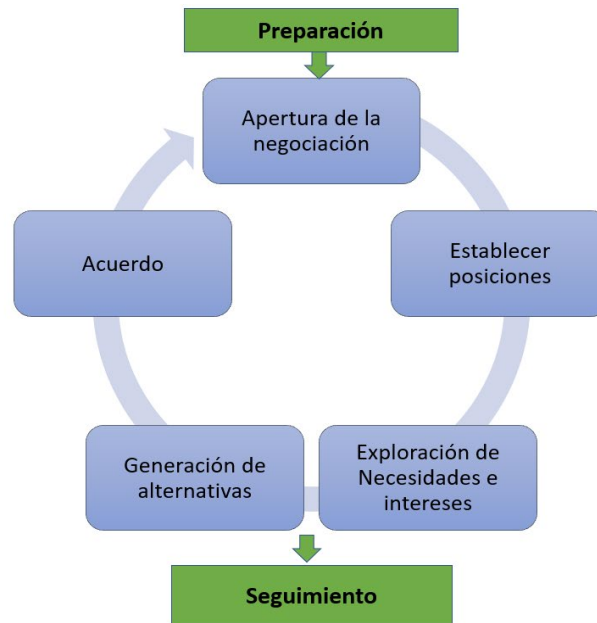 Preparación
Apertura de la
negociación
Establecer
posiciones
Exploración de
Necesidades e
intereses
Generación de
alternativas
Acuerdo
Seguimiento